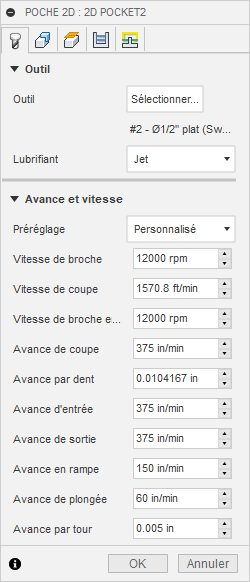 POCHE 2D : 2D POCKET2
Outil
Outil
Sélectionner...
#2 - Ø1/2" plat (Sw...
Lubrifiant
Jet
Avance et vitesse
Préréglage
Personnalisé
Vitesse de broche
12000 rpm
Vitesse de coupe
1570.8 ft/min
Vitesse de broche e...
12000 rpm
Avance de coupe
375 in/min
Avance par dent
0.0104167 in
Avance d'entrée
375 in/min
Avance de sortie
375 in/min
Avance en rampe
150 in/min
Avance de plongée
60 in/min
Avance par tour
0.005 in
OK
Annuler